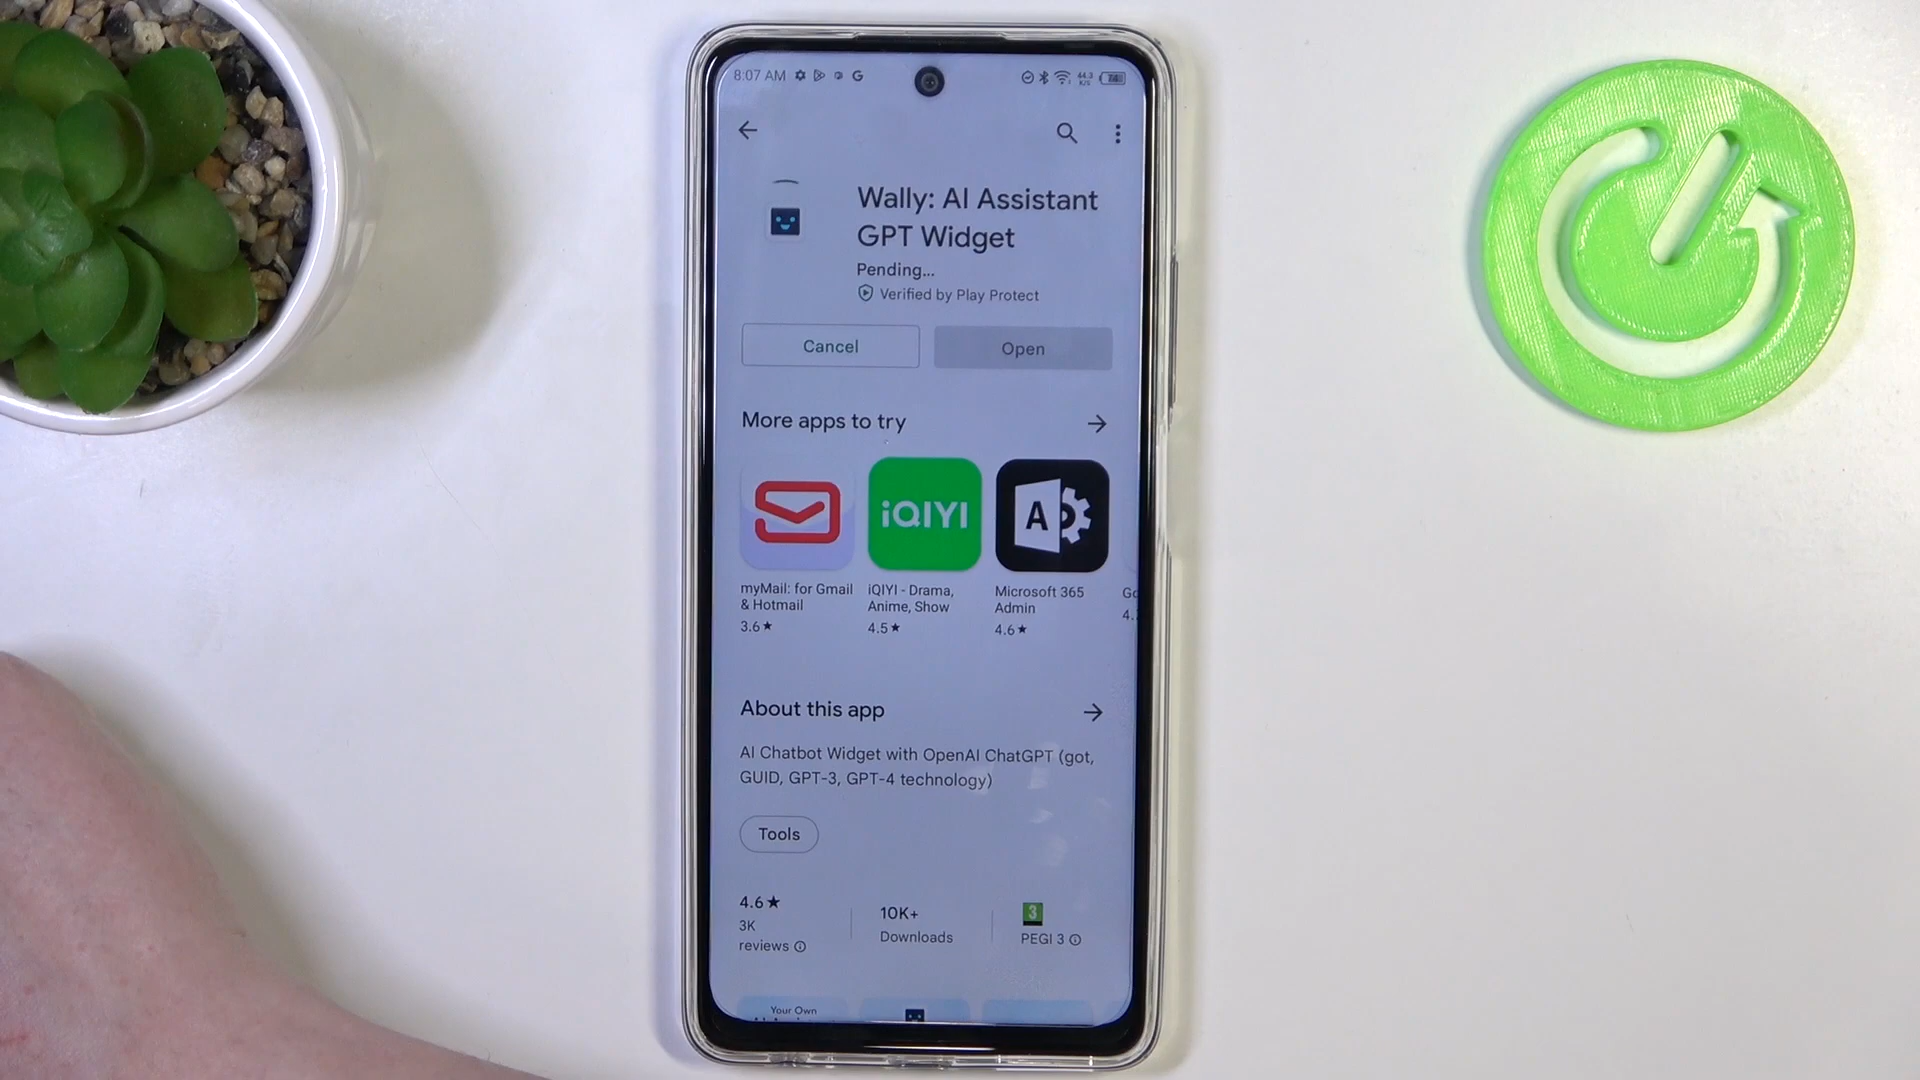 8:07 AM
Wally: AI Assistant
GPT Widget
Pending...
Verified by Play Protect
Cancel
Open
More apps to try
iQIYI
A
myMail: for Gmail
& Hotmail
3.6★
iQIYI - Drama,
Anime, Show
4.5★
Microsoft 365
Admin
4.6★
Go
4.
About this app
AI Chatbot Widget with OpenAI ChatGPT (got,
GUID, GPT-3, GPT-4 technology)
Tools
4.6★
3K
reviews
10K+
Downloads
3
PEGI 3
Your Own